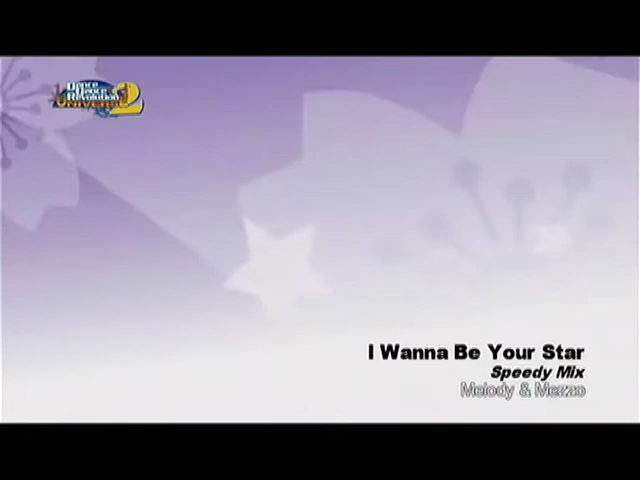 Dance
Dance
Revolution
UNIVERSE 2
I Wanna Be Your Star
Speedy Mix
Melody & Mezzo